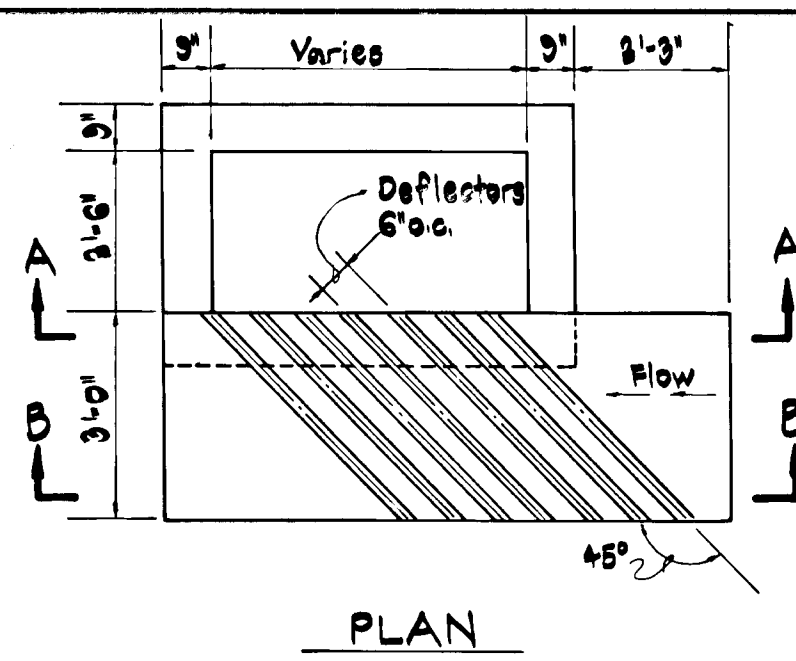 9" Varies 9" 2'-3"
9"
2'-6"
Deflectors
6" o.c.
A A
3'-0"
Flow
B B
45°
PLAN